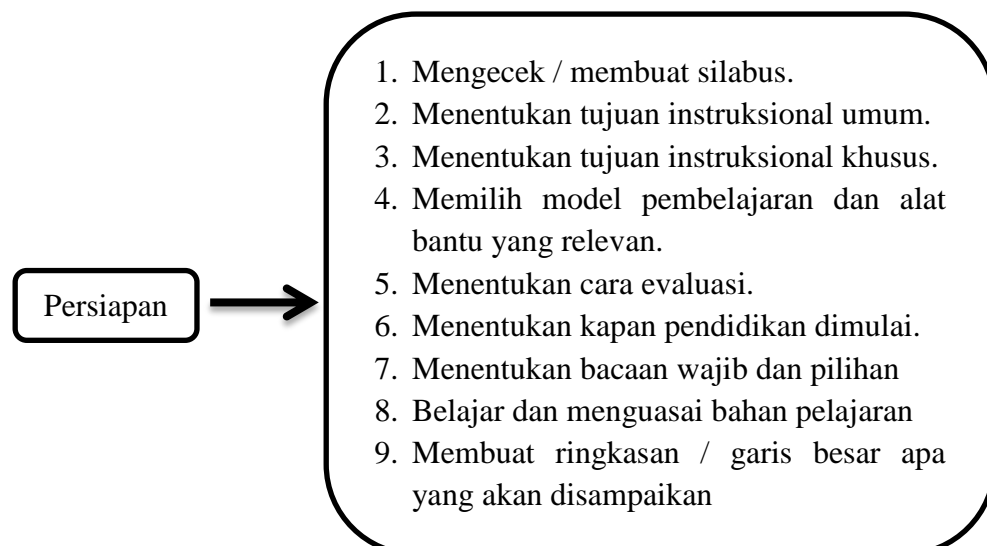 Persiapan
1. Mengecek / membuat silabus.
2. Menentukan tujuan instruksional umum.
3. Menentukan tujuan instruksional khusus.
4. Memilih model pembelajaran dan alat
bantu yang relevan.
5. Menentukan cara evaluasi.
6. Menentukan kapan pendidikan dimulai.
7. Menentukan bacaan wajib dan pilihan
8. Belajar dan menguasai bahan pelajaran
9. Membuat ringkasan / garis besar apa
yang akan disampaikan